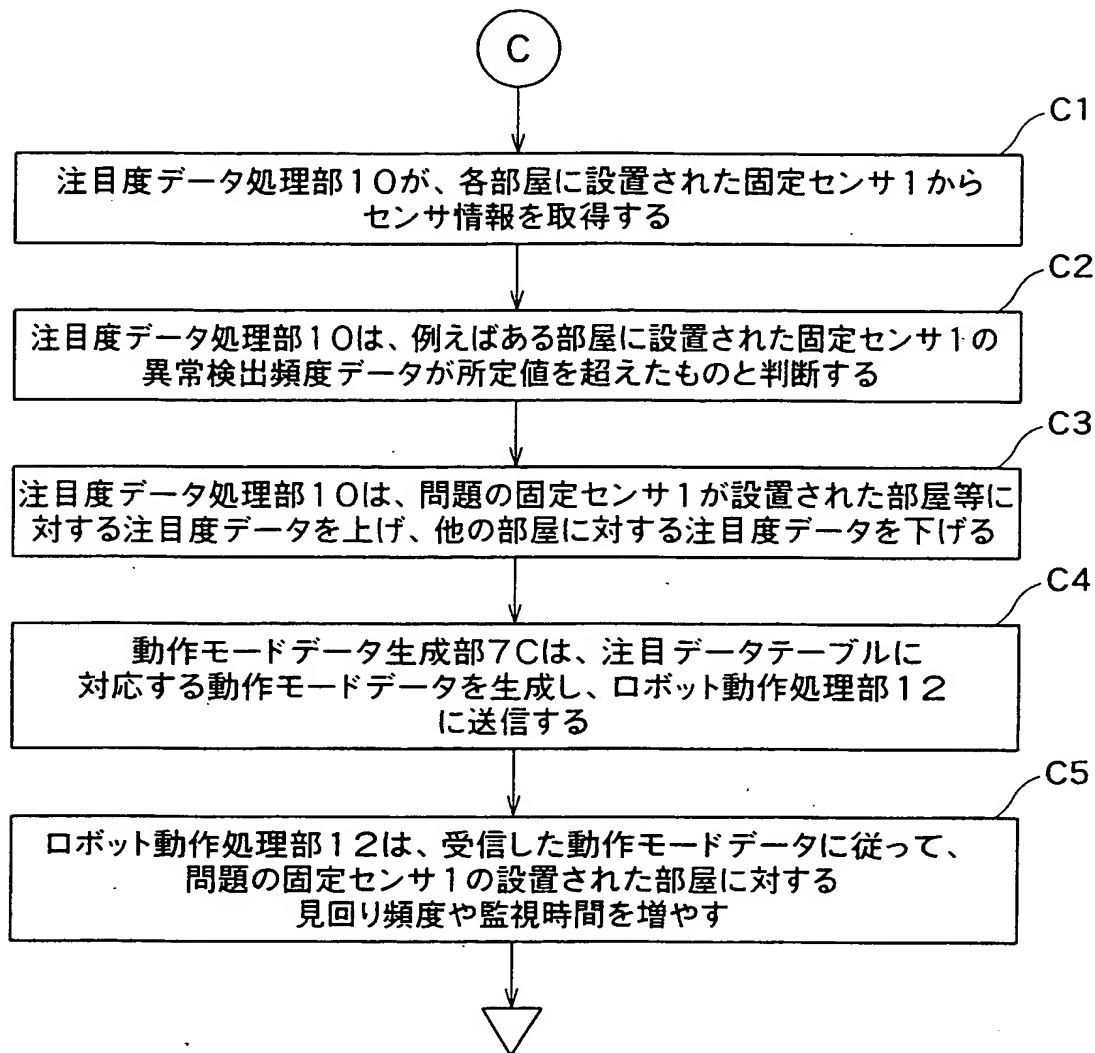 C
C1
注目度データ処理部10が、各部屋に設置された固定センサ1から
センサ情報を取得する
C2
注目度データ処理部10は、例えばある部屋に設置された固定センサ1の
異常検出頻度データが所定値を超えたものと判断する
C3
注目度データ処理部10は、問題の固定センサ1が設置された部屋等に
対する注目度データを上げ、他の部屋に対する注目度データを下げる
C4
動作モードデータ生成部7Cは、注目データテーブルに
対応する動作モードデータを生成し、ロボット動作処理部12
に送信する
C5
ロボット動作処理部12は、受信した動作モードデータに従って、
問題の固定センサ1の設置された部屋に対する
見回り頻度や監視時間を増やす